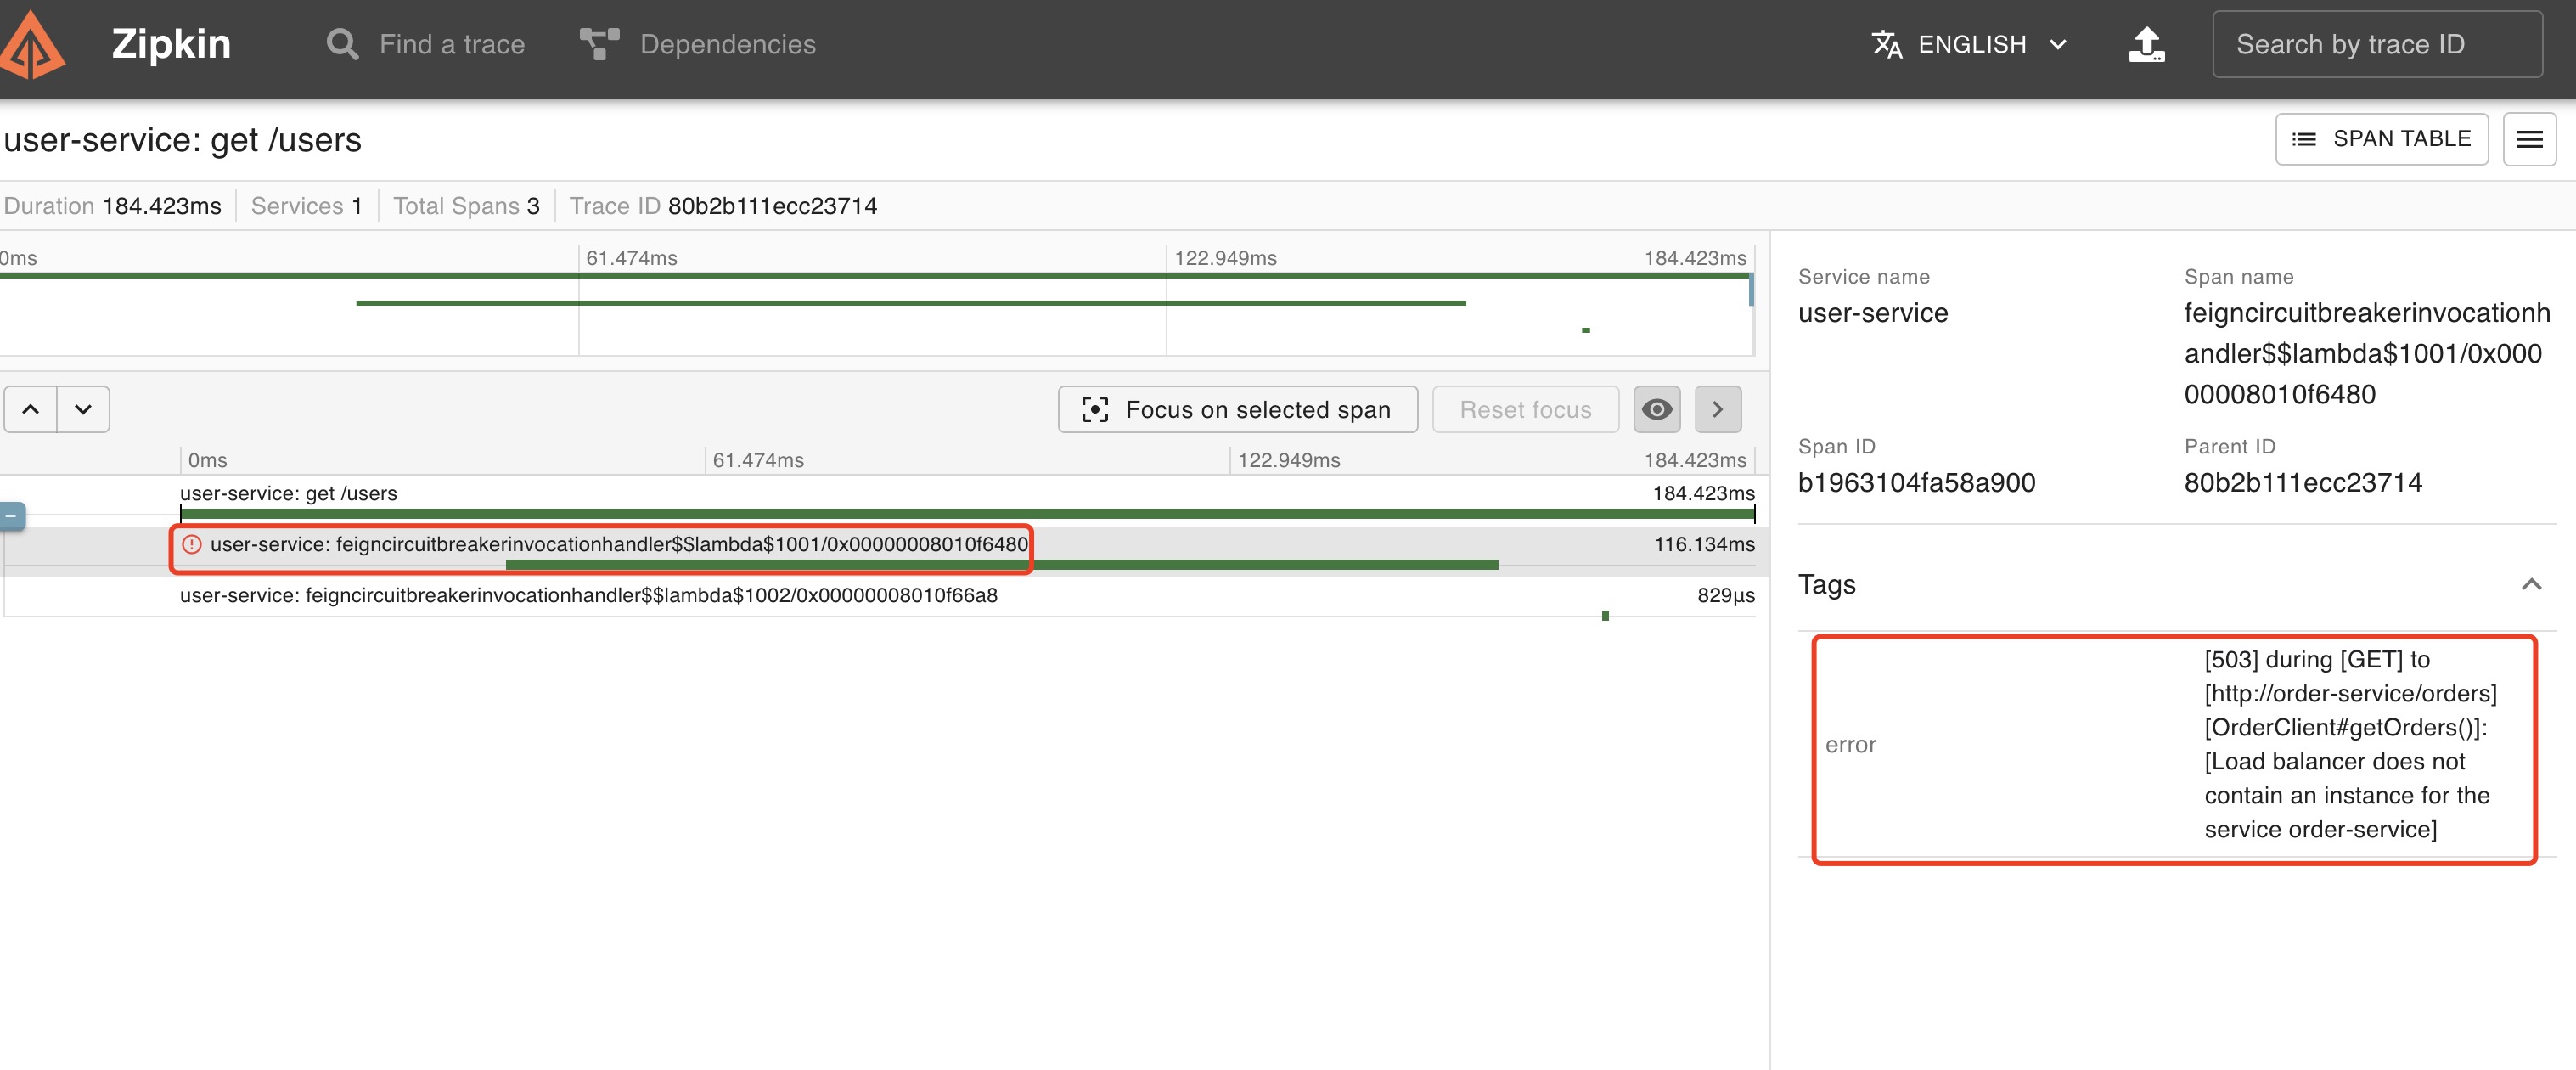 Zipkin
Find a trace
Dependencies
ENGLISH
Search by trace ID
user-service: get /users
SPAN TABLE
Duration 184.423ms
Services 1
Total Spans 3
Trace ID 80b2b111ecc23714
0ms
61.474ms
122.949ms
184.423ms
Focus on selected span
Reset focus
0ms
61.474ms
122.949ms
184.423ms
user-service: get /users
184.423ms
user-service: feigncircuitbreakerinvocationhandler$$lambda$1001/0x00000008010f6480
116.134ms
user-service: feigncircuitbreakerinvocationhandler$$lambda$1002/0x00000008010f66a8
829μs
Service name
user-service
Span name
feigncircuitbreakerinvocationh
andler$$lambda$1001/0x000
00008010f6480
Span ID
b1963104fa58a900
Parent ID
80b2b111ecc23714
Tags
error
[503] during [GET] to
[http://order-service/orders]
[OrderClient#getOrders()]:
[Load balancer does not
contain an instance for the
service order-service]